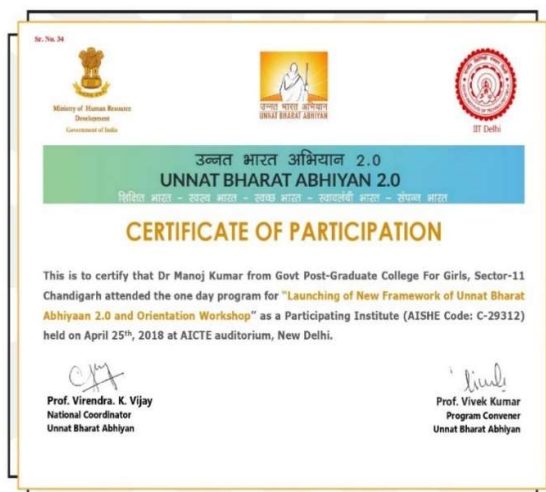 Sr. No. 34
Ministry of Human Resource
Development
Government of India
उन्नत भारत अभियान
UNNAT BHARAT ABHIYAN
IIT Delhi
उन्नत भारत अभियान 2.0
UNNAT BHARAT ABHIYAN 2.0
शिक्षित भारत - स्वस्थ भारत - स्वच्छ भारत - स्वावलंबी भारत - संपन्न भारत
CERTIFICATE OF PARTICIPATION
This is to certify that Dr Manoj Kumar from Govt Post-Graduate College For Girls, Sector-11
Chandigarh attended the one day program for "Launching of New Framework of Unnat Bharat
Abhiyaan 2.0 and Orientation Workshop" as a Participating Institute (AISHE Code: C-29312)
held on April 25th, 2018 at AICTE auditorium, New Delhi.
Prof. Virendra. K. Vijay
National Coordinator
Unnat Bharat Abhiyan
Prof. Vivek Kumar
Program Convener
Unnat Bharat Abhiyan